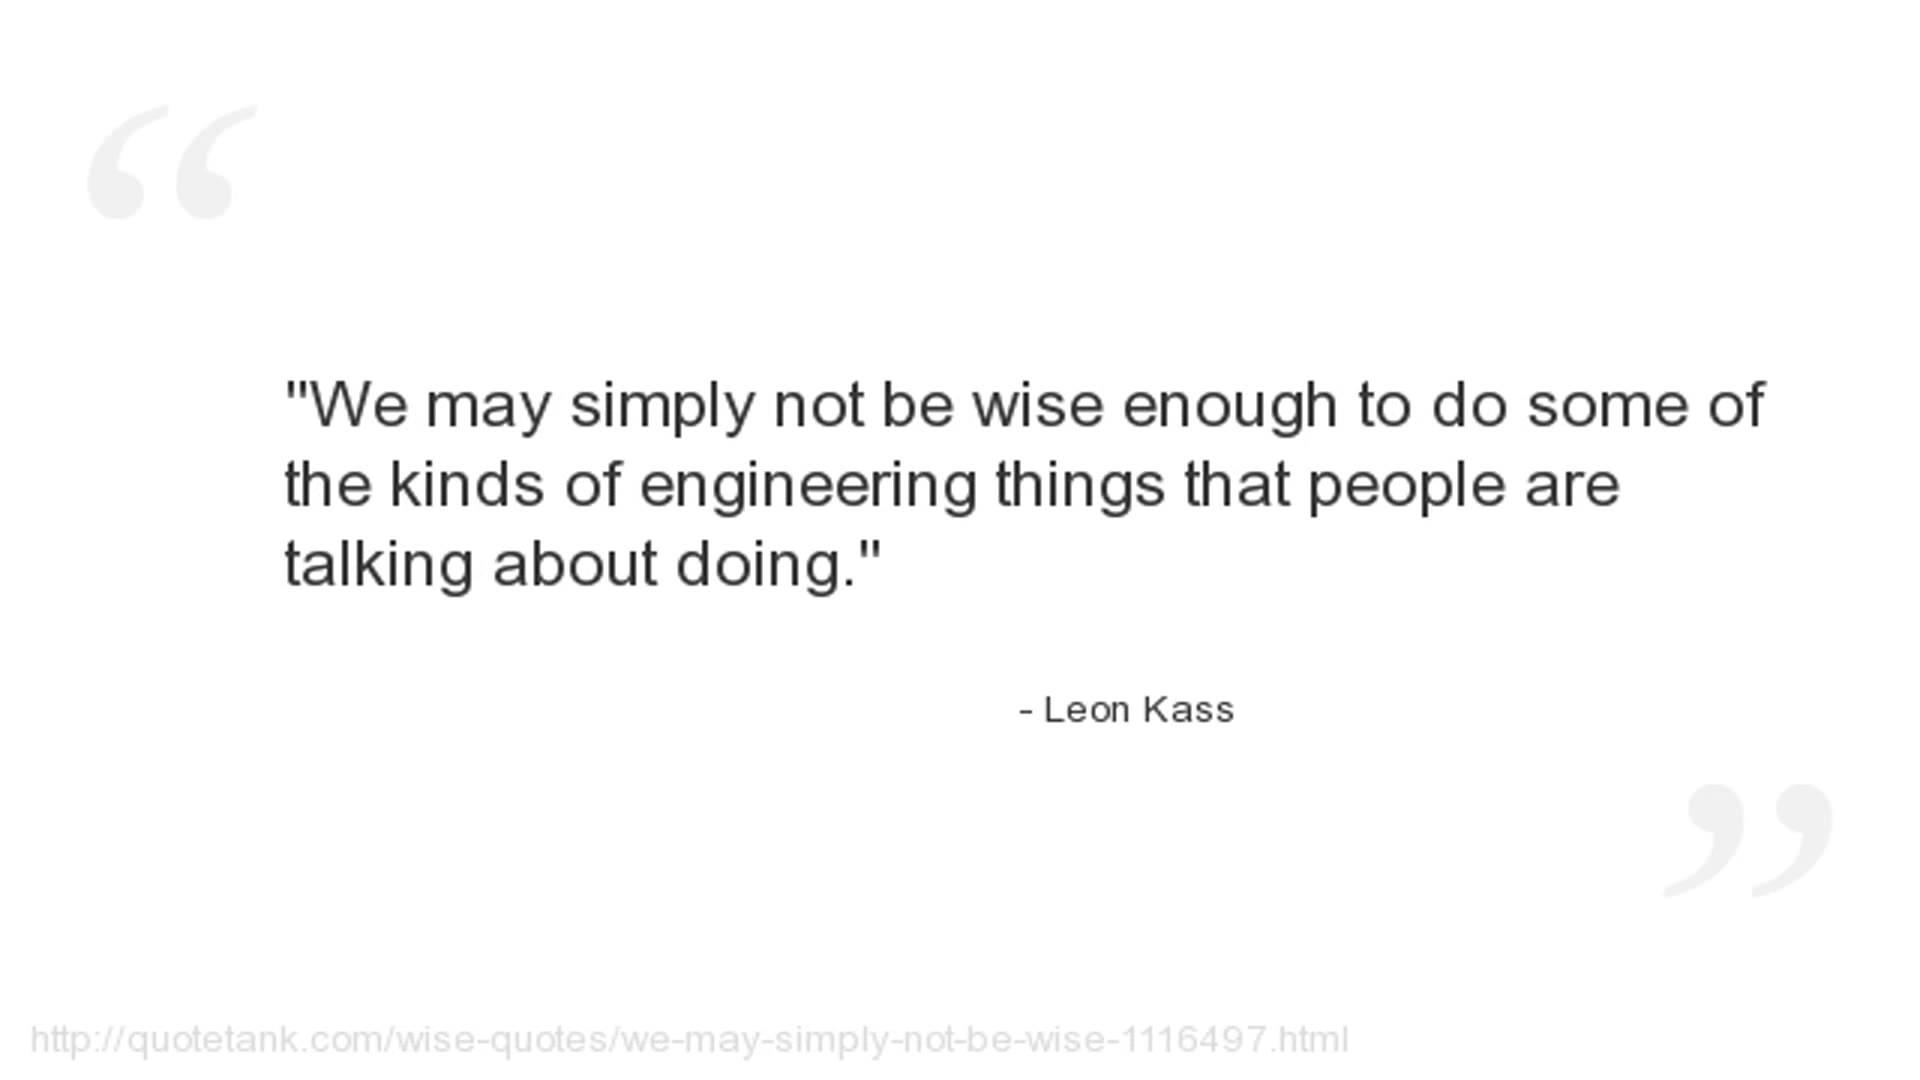 "We may simply not be wise enough to do some of
the kinds of engineering things that people are
talking about doing."
- Leon Kass
http://quotetank.com/wise-quotes/we-may-simply-not-be-wise-1116497.html